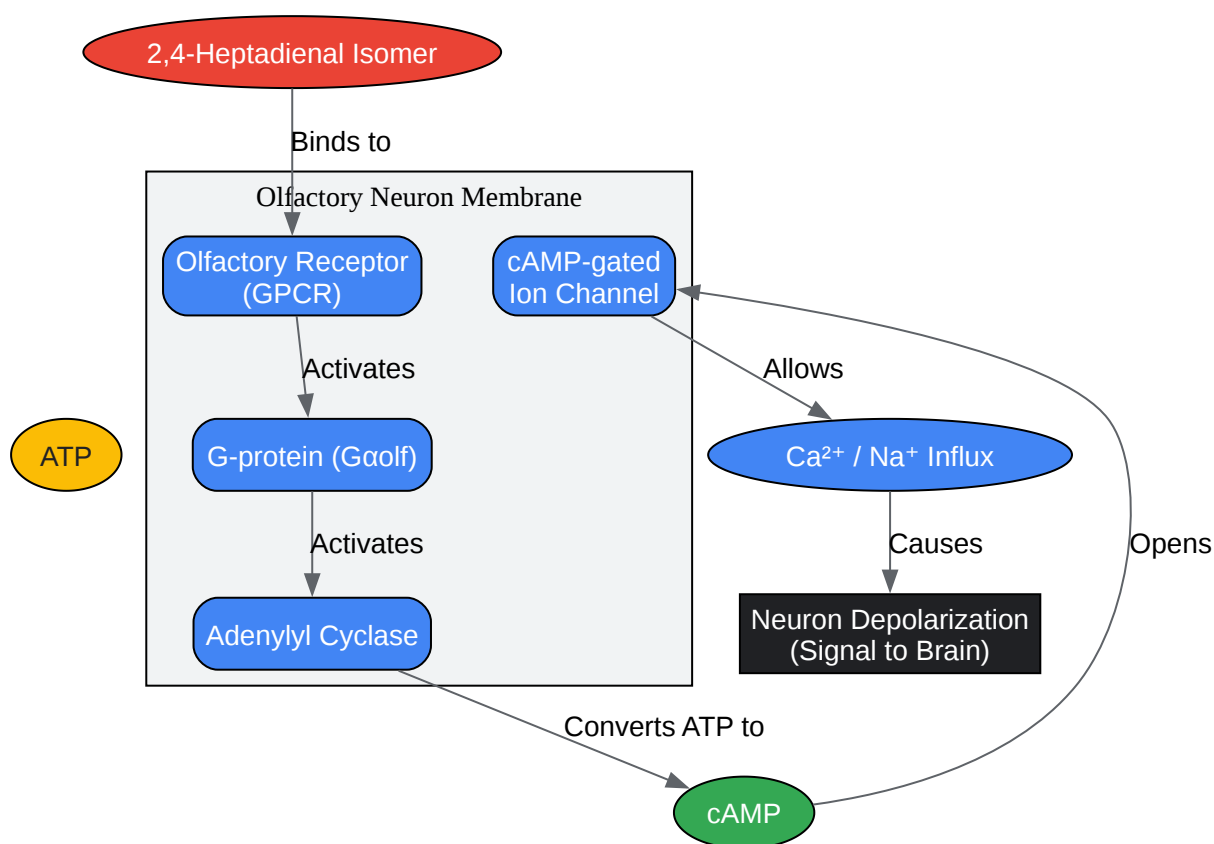 2,4-Heptadienal Isomer
Binds to
Olfactory Neuron Membrane
Olfactory Receptor
(GPCR)
cAMP-gated
Ion Channel
Activates
Allows
ATP
G-protein (Gαolf)
Ca²⁺ / Na⁺ Influx
Activates
Causes
Opens
Adenylyl Cyclase
Neuron Depolarization
(Signal to Brain)
Converts ATP to
cAMP